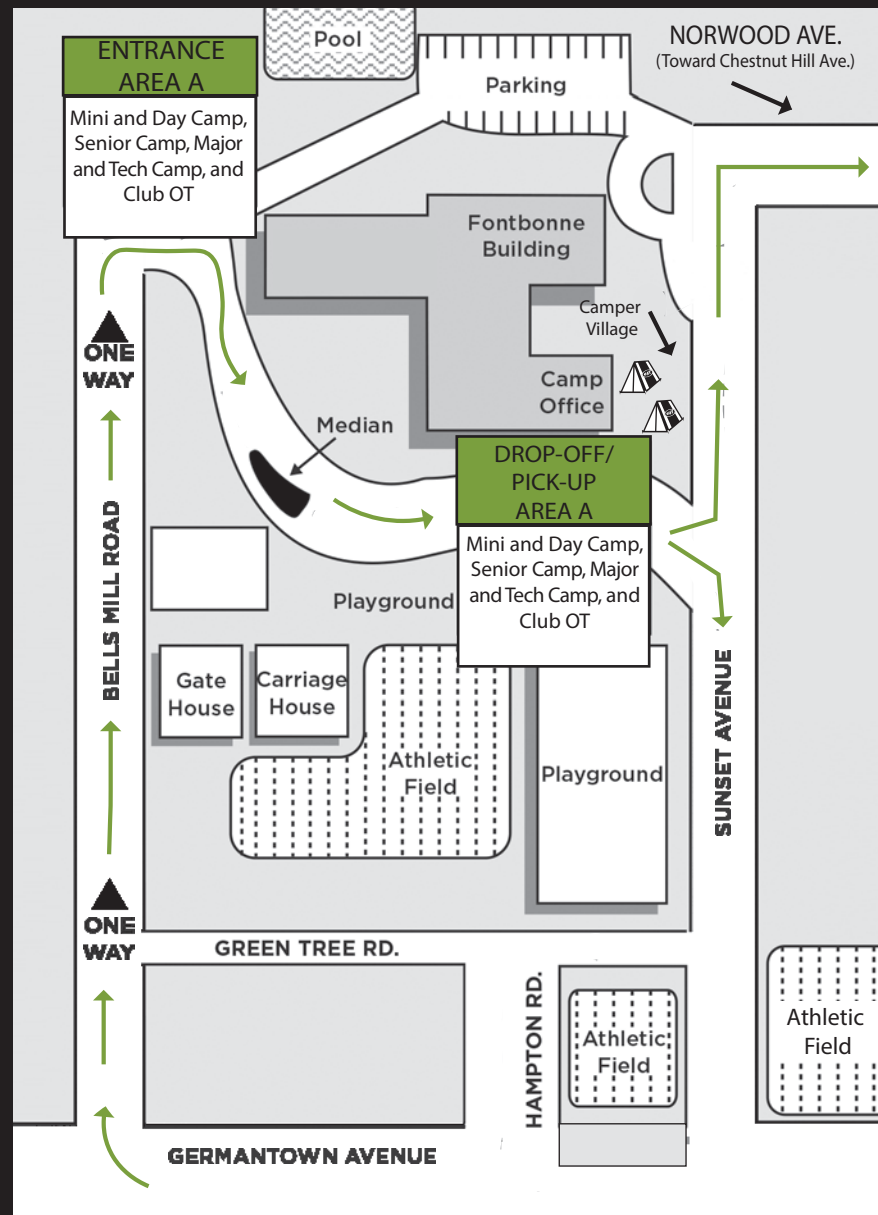 ENTRANCE
AREA A
Mini and Day Camp,
Senior Camp, Major
and Tech Camp, and
Club OT
Pool
Parking
NORWOOD AVE.
(Toward Chestnut Hill Ave.)
Fontbonne
Building
Camper
Village
Camp
Office
ONE
WAY
Median
DROP-OFF/
PICK-UP
AREA A
Mini and Day Camp,
Senior Camp, Major
and Tech Camp, and
Club OT
BELLS MILL ROAD
Playground
Gate
House
Carriage
House
Athletic
Field
Playground
SUNSET AVENUE
ONE
WAY
GREEN TREE RD.
HAMPTON RD.
Athletic
Field
Athletic
Field
GERMANTOWN AVENUE